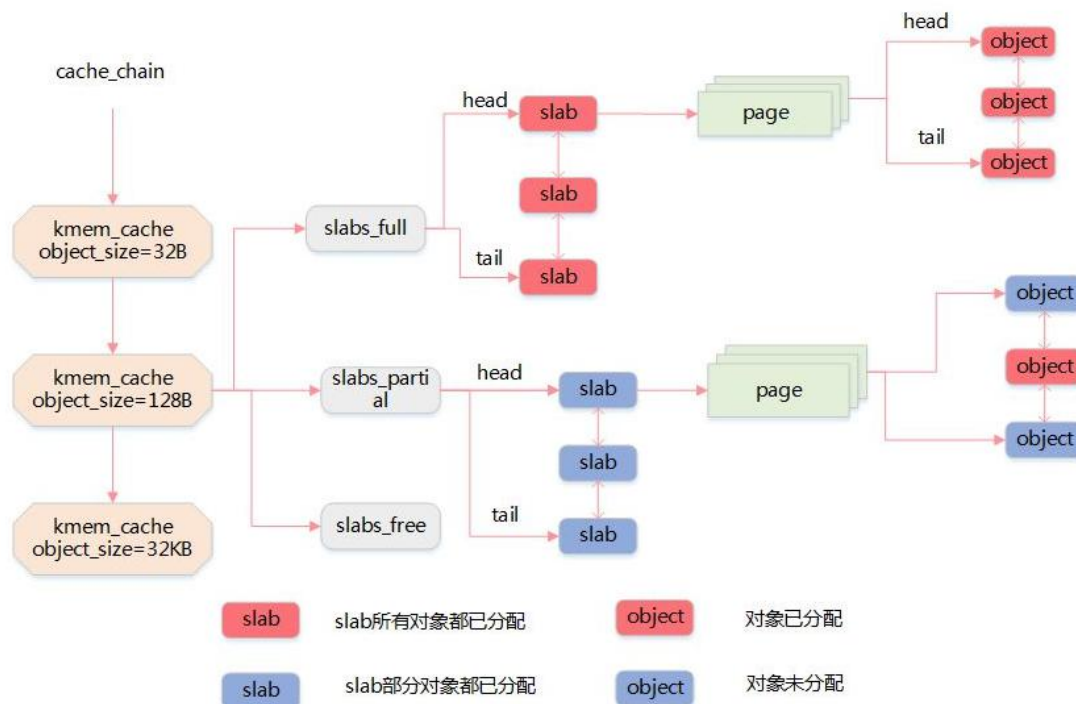 cache_chain
kmem_cache
object_size=32B
kmem_cache
object_size=128B
kmem_cache
object_size=32KB
slabs_full
slabs_parti
al
slabs_free
head
slab
slab
tail
slab
page
head
object
object
tail
object
head
slab
slab
tail
slab
page
object
object
object
slab
slab所有对象都已分配
object
对象已分配
slab
slab部分对象都已分配
object
对象未分配